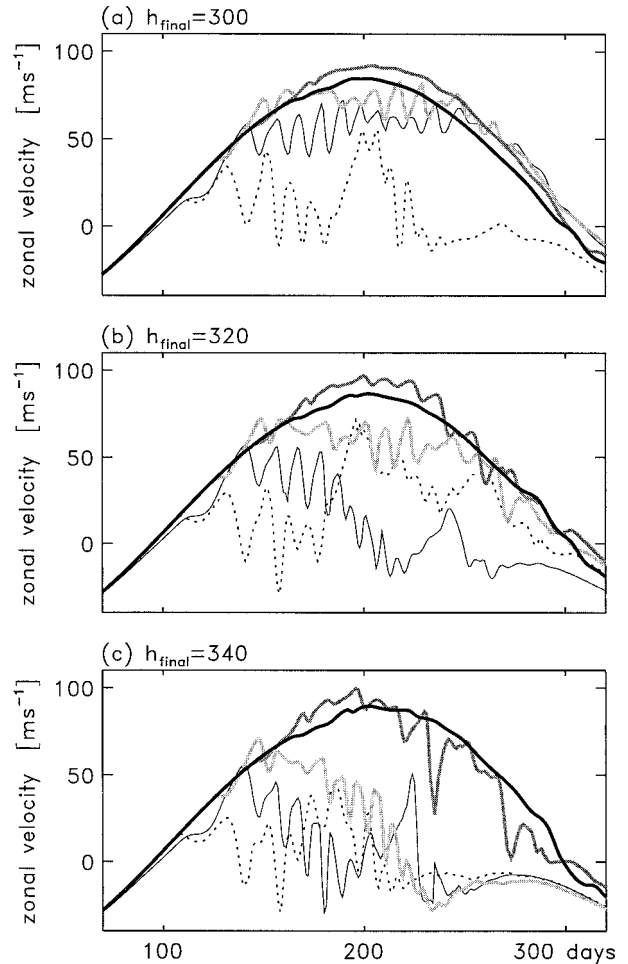 (a) h_final=300
zonal velocity [ms⁻¹]
100
50
0
(b) h_final=320
zonal velocity [ms⁻¹]
100
50
0
(c) h_final=340
zonal velocity [ms⁻¹]
100
50
0
100 200 300 days